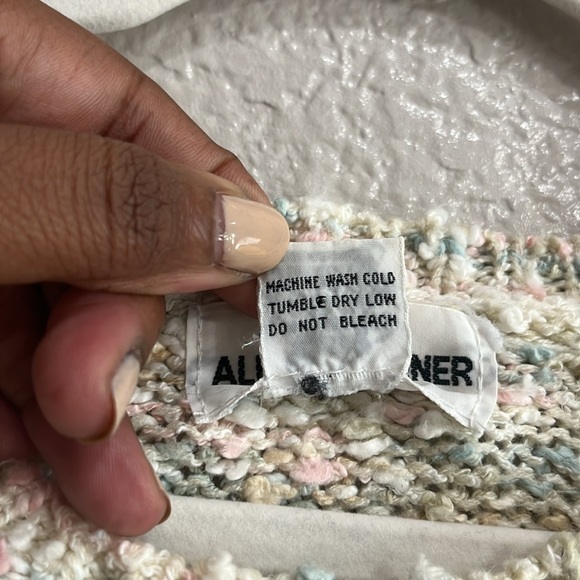 MACHINE WASH COLD
TUMBLE DRY LOW
DO NOT BLEACH